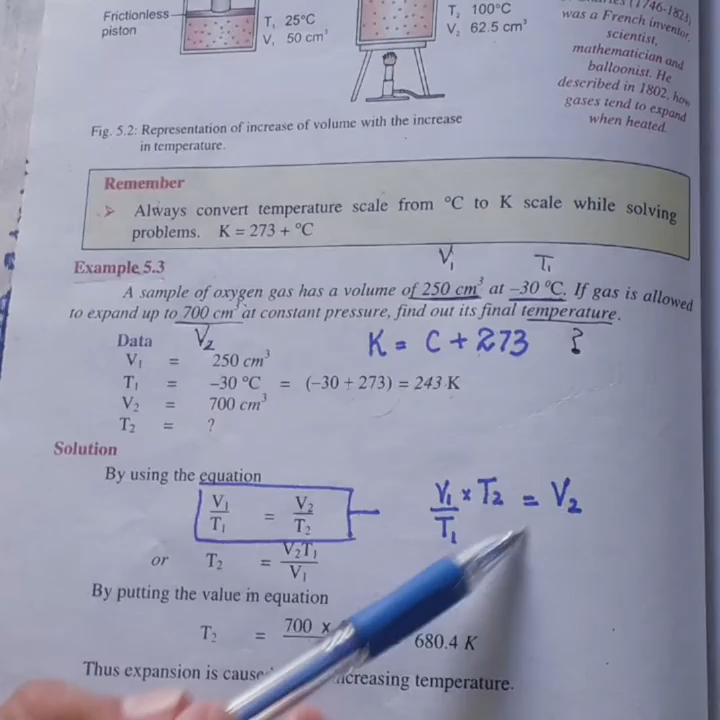 Frictionless
piston
T₁ 25°C
V₁ 50 cm³
T₂ 100°C
V₂ 62.5 cm³
(1746-1823)
was a French inventor,
scientist,
mathematician and
balloonist. He
described in 1802, how
gases tend to expand
when heated.
Fig. 5.2: Representation of increase of volume with the increase
in temperature.
Remember
➢ Always convert temperature scale from °C to K scale while solving
problems. K = 273 + °C
V₁ T₁
Example 5.3
A sample of oxygen gas has a volume of 250 cm³ at –30 °C. If gas is allowed
to expand up to 700 cm³ at constant pressure, find out its final temperature.
V₂ K = C + 273 ?
Data
V₁ = 250 cm³
T₁ = –30 °C = (–30 + 273) = 243 K
V₂ = 700 cm³
T₂ = ?
Solution
By using the equation
V₁/T₁ = V₂/T₂
V₁/T₁ × T₂ = V₂
or T₂ = V₂T₁/V₁
By putting the value in equation
T₂ = 700 × 680.4 K
Thus expansion is increasing temperature.